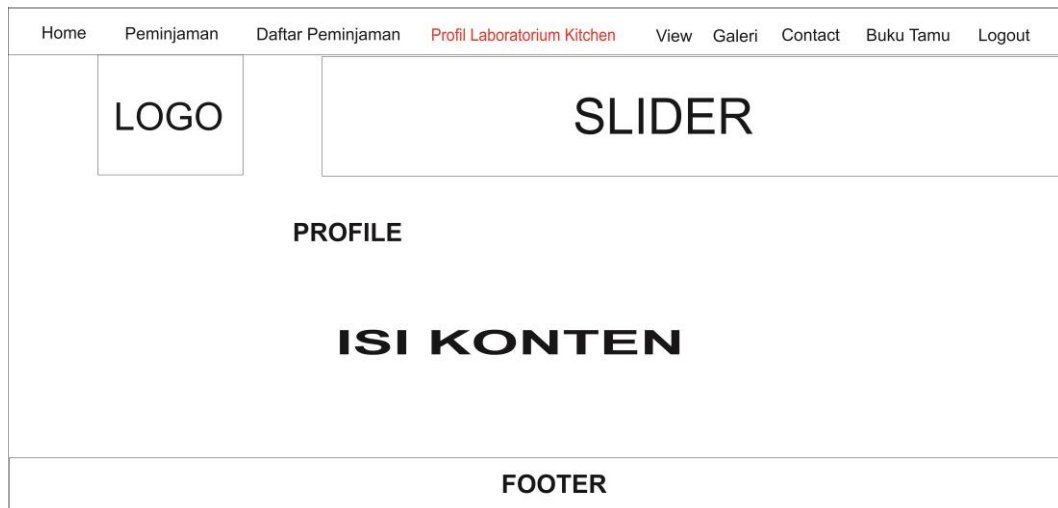 Home Peminjaman Daftar Peminjaman Profil Laboratorium Kitchen View Galeri Contact Buku Tamu Logout
LOGO SLIDER
PROFILE
ISI KONTEN
FOOTER